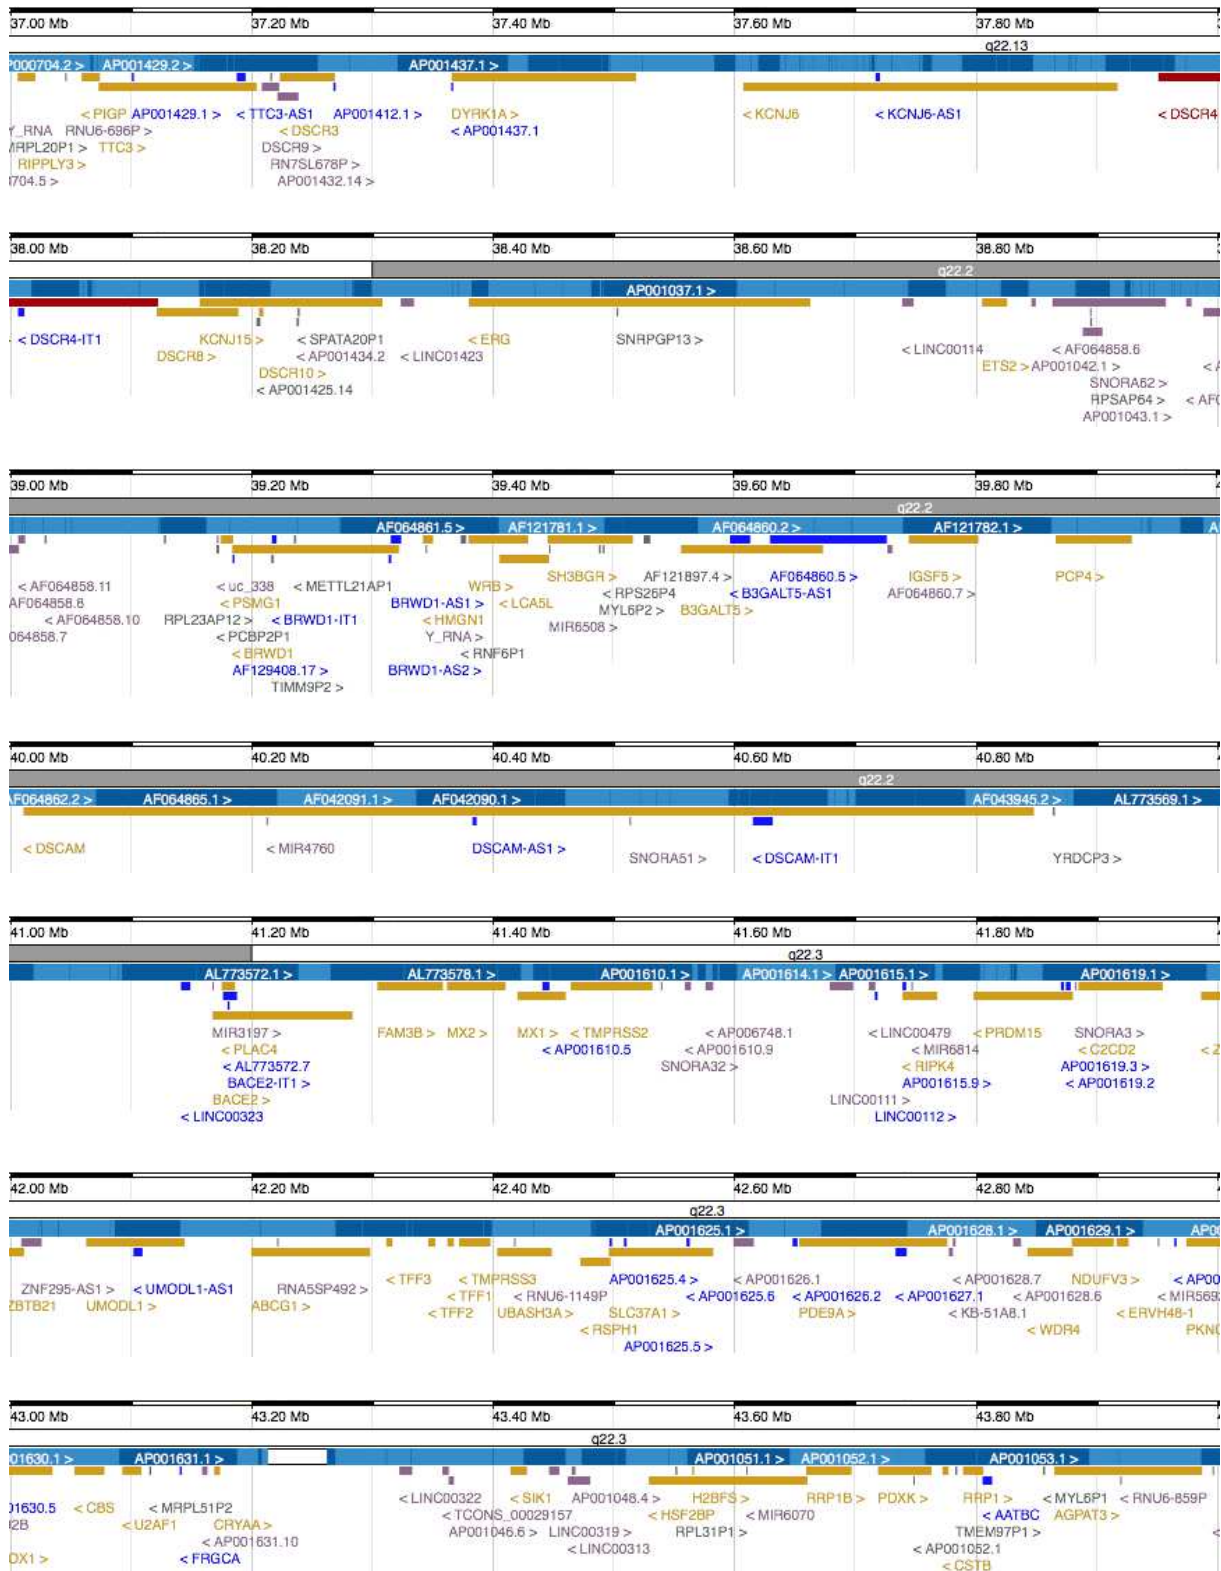 37.00 Mb 37.20 Mb 37.40 Mb 37.60 Mb 37.80 Mb
q22.13
P000704.2 > AP001429.2 > AP001437.1 >
< PIGP AP001429.1 > < TTC3-AS1 AP001412.1 > DYRK1A > < KCNJ6 < KCNJ6-AS1 < DSCR4
Y_RNA RNU6-696P > < DSCR3 < AP001437.1
MRPL20P1 > TTC3 > DSCR9 >
RIPPLY3 > RN7SL678P >
0704.5 > AP001432.14 >
38.00 Mb 38.20 Mb 38.40 Mb 38.60 Mb 38.80 Mb
q22.2
AP001037.1 >
< DSCR4-IT1 KCNJ15 > < SPATA20P1 < ERG SNRPGP13 >
DSCR8 > < AP001434.2 < LINC01423 < LINC00114 < AF064858.6
DSCR10 > ETS2 > AP001042.1 >
< AP001425.14 SNORA62 >
RPSAP64 >
AP001043.1 >
39.00 Mb 39.20 Mb 39.40 Mb 39.60 Mb 39.80 Mb
q22.2
AF064861.5 > AF121781.1 > AF064860.2 > AF121782.1 >
SH3BGR > AF121897.4 > AF064860.5 > IGSF5 > PCP4 >
< AF064858.11 < uc_338 < METTL21AP1 WRB > < RPS26P4 < B3GALT5-AS1 AF064860.7 >
AF064858.8 < PSMG1 BRWD1-AS1 > < LCA5L MYL6P2 > B3GALT5 >
< AF064858.10 RPL23AP12 > < BRWD1-IT1 < HMGN1 MIR6508 >
064858.7 < PCBP2P1 Y_RNA >
< BRWD1 < RNF6P1
AF129408.17 > BRWD1-AS2 >
TIMM9P2 >
40.00 Mb 40.20 Mb 40.40 Mb 40.60 Mb 40.80 Mb
q22.2
AF064862.2 > AF064865.1 > AF042091.1 > AF042090.1 > AF043945.2 > AL773569.1 >
< DSCAM < MIR4760 DSCAM-AS1 > SNORA51 > < DSCAM-IT1 YRDCP3 >
41.00 Mb 41.20 Mb 41.40 Mb 41.60 Mb 41.80 Mb
q22.3
AL773572.1 > AL773578.1 > AP001610.1 > AP001614.1 > AP001615.1 > AP001619.1 >
MIR3197 > FAM3B > MX2 > MX1 > < TMPRSS2 < AP006748.1 < LINC00479 < PRDM15 SNORA3 >
< PLAC4 < AP001610.5 < AP001610.9 < MIR6814 < C2CD2
< AL773572.7 SNORA32 > < RIPK4 AP001619.3 >
BACE2-IT1 > AP001615.9 > < AP001619.2
BACE2 > LINC00111 >
< LINC00323 LINC00112 >
42.00 Mb 42.20 Mb 42.40 Mb 42.60 Mb 42.80 Mb
q22.3
AP001625.1 > AP001628.1 > AP001629.1 >
ZNF295-AS1 > < UMODL1-AS1 RNA5SP492 > < TFF3 < TMPRSS3 AP001625.4 > < AP001626.1 < AP001628.7 NDUFV3 >
ZBTB21 UMODL1 > ABCG1 > < TFF1 < RNU6-1149P < AP001625.6 < AP001626.2 < AP001627.1 < AP001628.6
< TFF2 UBASH3A > SLC37A1 > PDE9A > < KB-51A8.1 < ERVH48-1
< RSPH1 < WDR4
AP001625.5 >
43.00 Mb 43.20 Mb 43.40 Mb 43.60 Mb 43.80 Mb
q22.3
01630.1 > AP001631.1 > AP001051.1 > AP001052.1 > AP001053.1 >
01630.5 < CBS < MRPL51P2 < LINC00322 < SIK1 AP001048.4 > H2BFS > RRP1B > PDXK > RRP1 > < MYL6P1 < RNU6-859P
< U2AF1 CRYAA > < TCONS_00029157 < HSF2BP < MIR6070 < AATBC AGPAT3 >
< AP001631.10 AP001046.6 > LINC00319 > RPL31P1 > TMEM97P1 >
< FRGCA < LINC00313 < AP001052.1
< CSTB